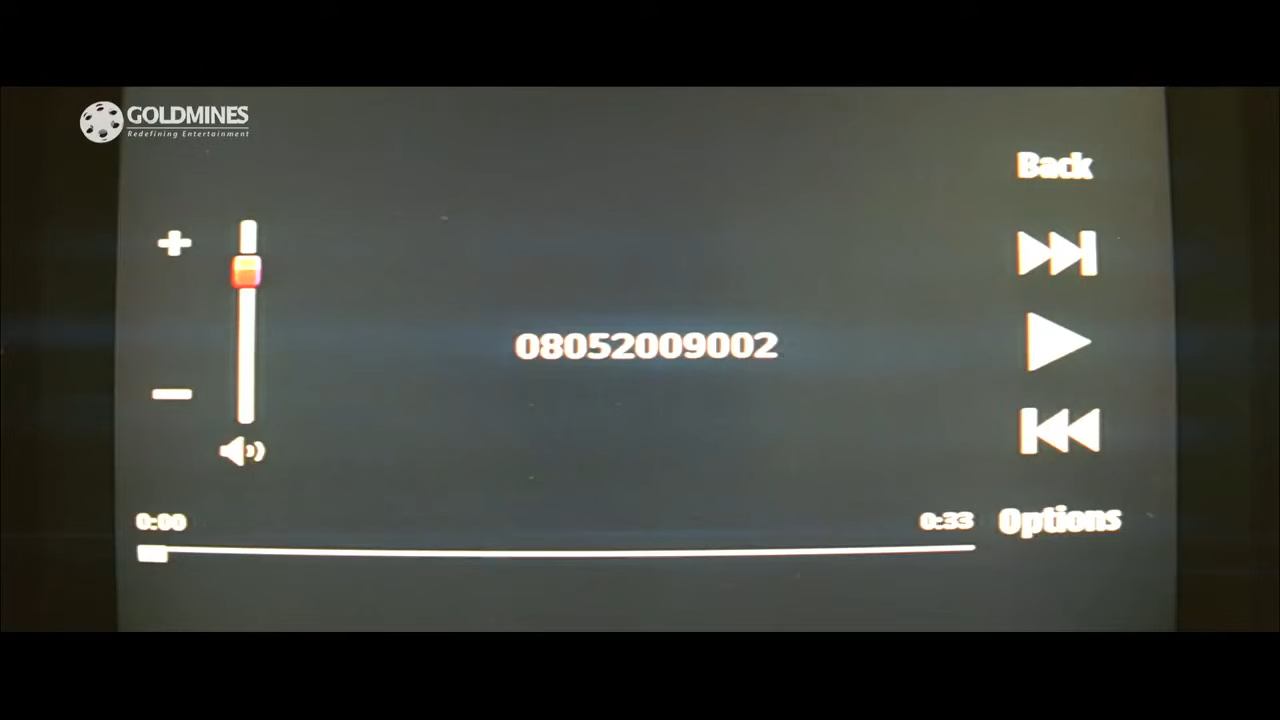 GOLDMINES
Redefining Entertainment
Back
08052009002
0:00
0:33
Options